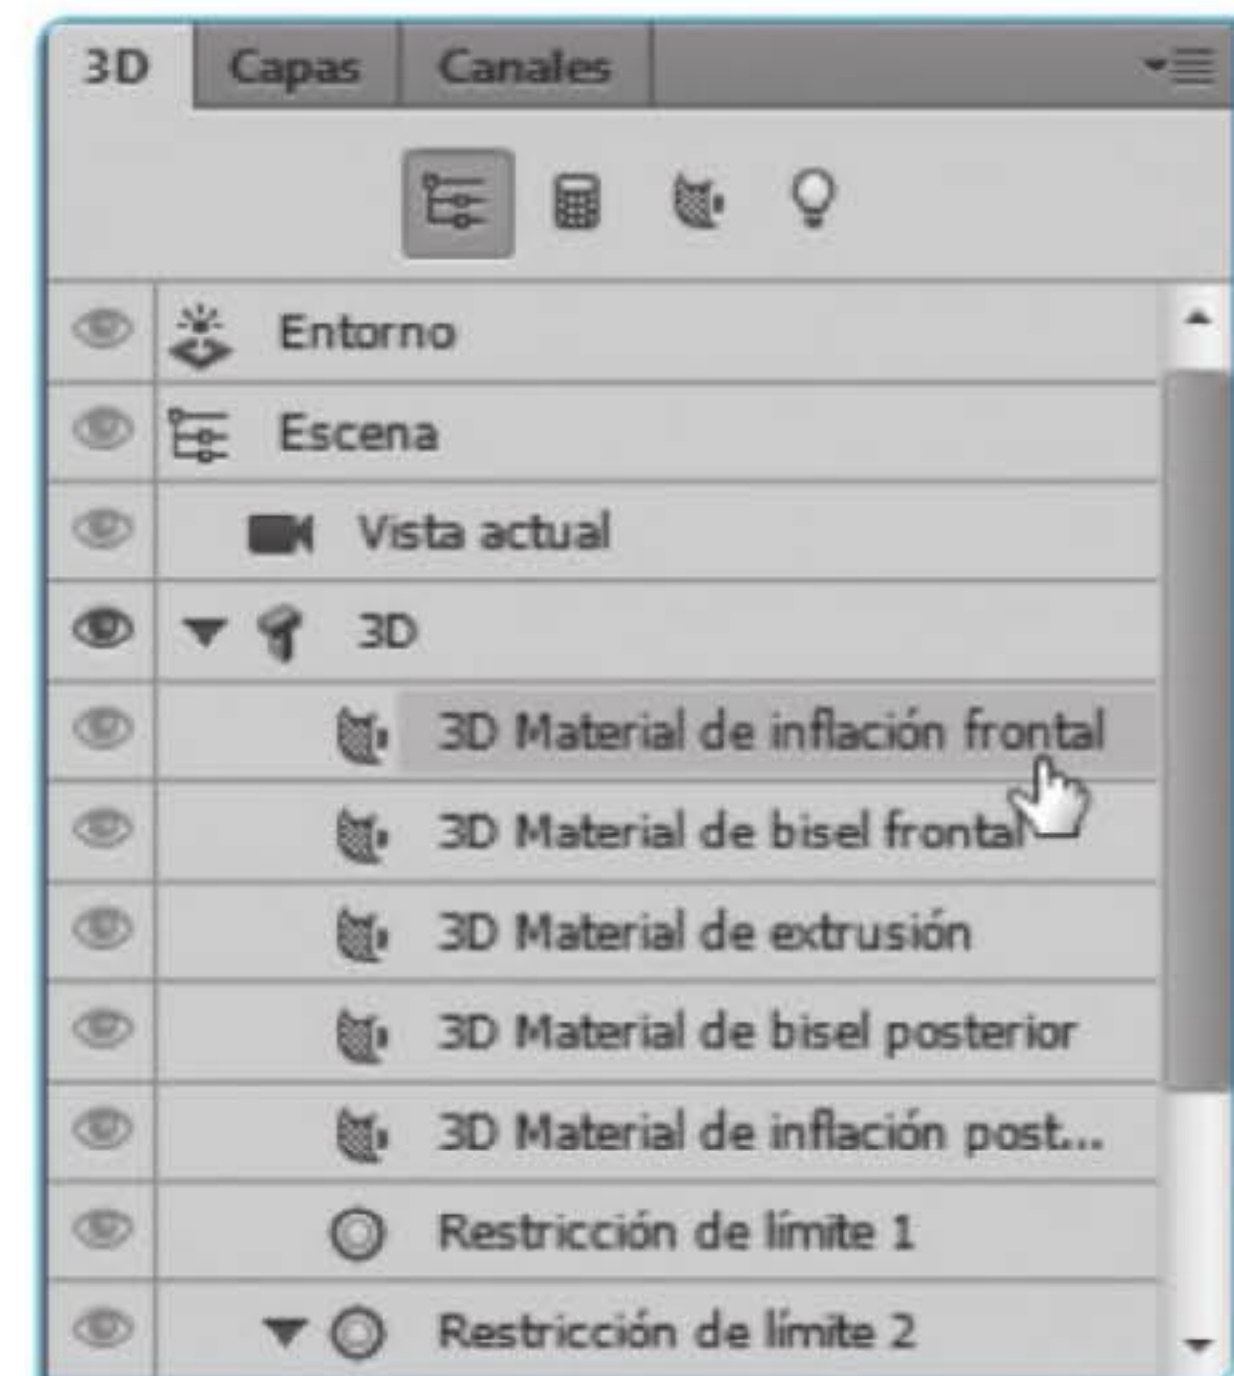 3D Capas Canales
Entorno
Escena
Vista actual
3D
3D Material de inflación frontal
3D Material de bisel frontal
3D Material de extrusión
3D Material de bisel posterior
3D Material de inflación post...
Restricción de límite 1
Restricción de límite 2